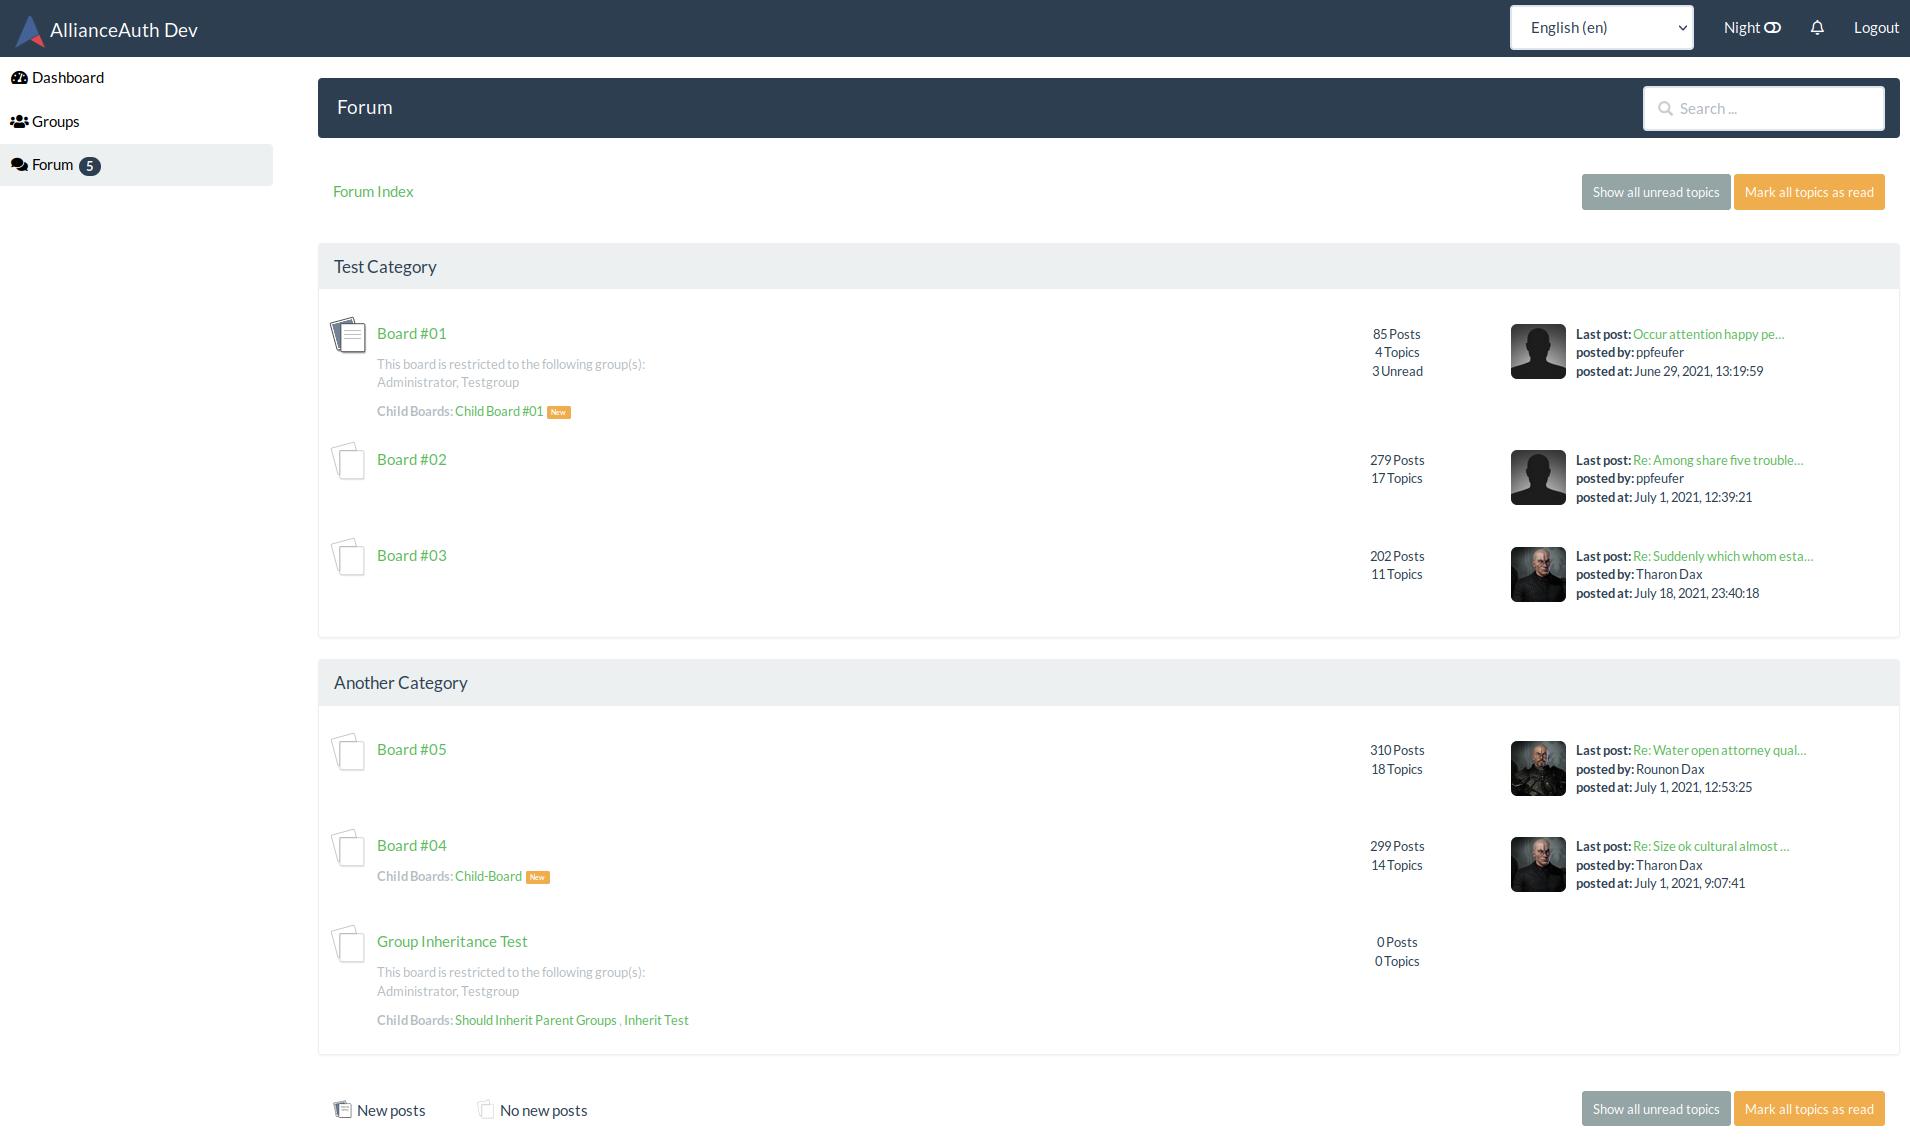 AllianceAuth Dev
English (en)
Night
Logout
Dashboard
Groups
Forum 5
Forum
Search ...
Forum Index
Show all unread topics
Mark all topics as read
Test Category
Board #01
This board is restricted to the following group(s):
Administrator, Testgroup
Child Boards: Child Board #01 New
85 Posts
4 Topics
3 Unread
Last post: Occur attention happy pe…
posted by: ppfeufer
posted at: June 29, 2021, 13:19:59
Board #02
279 Posts
17 Topics
Last post: Re: Among share five trouble…
posted by: ppfeufer
posted at: July 1, 2021, 12:39:21
Board #03
202 Posts
11 Topics
Last post: Re: Suddenly which whom esta…
posted by: Tharon Dax
posted at: July 18, 2021, 23:40:18
Another Category
Board #05
310 Posts
18 Topics
Last post: Re: Water open attorney qual…
posted by: Rounon Dax
posted at: July 1, 2021, 12:53:25
Board #04
Child Boards: Child-Board New
299 Posts
14 Topics
Last post: Re: Size ok cultural almost …
posted by: Tharon Dax
posted at: July 1, 2021, 9:07:41
Group Inheritance Test
This board is restricted to the following group(s):
Administrator, Testgroup
Child Boards: Should Inherit Parent Groups , Inherit Test
0 Posts
0 Topics
New posts
No new posts
Show all unread topics
Mark all topics as read